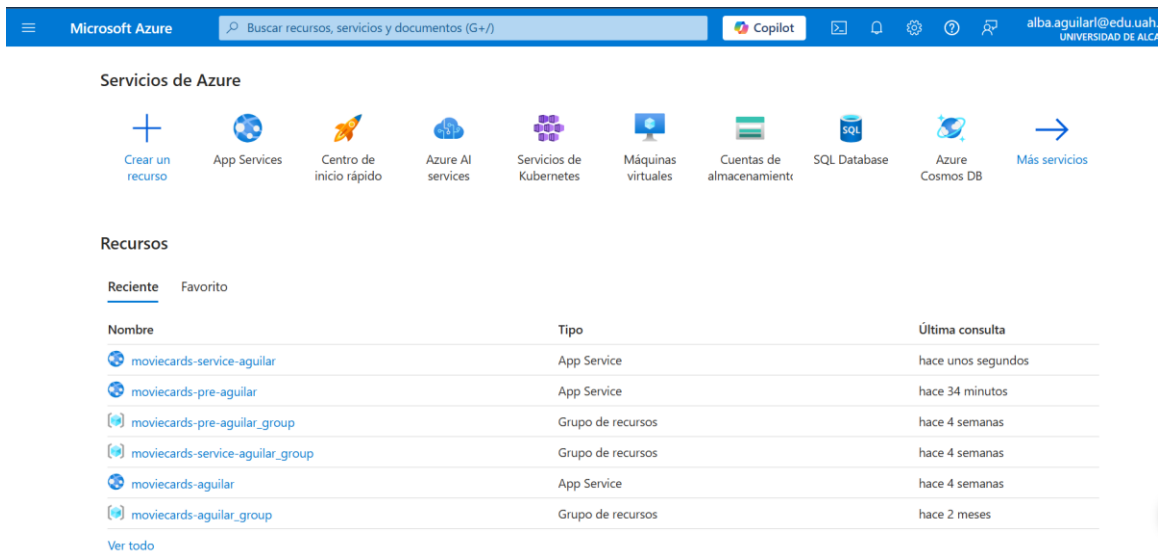 Microsoft Azure
Buscar recursos, servicios y documentos (G+/)
Copilot
alba.aguilarl@edu.uah.
UNIVERSIDAD DE ALCA
Servicios de Azure
Crear un recurso
App Services
Centro de inicio rápido
Azure AI services
Servicios de Kubernetes
Máquinas virtuales
Cuentas de almacenamiento
SQL Database
Azure Cosmos DB
Más servicios
Recursos
Reciente Favorito
Nombre Tipo Última consulta
moviecards-service-aguilar App Service hace unos segundos
moviecards-pre-aguilar App Service hace 34 minutos
moviecards-pre-aguilar_group Grupo de recursos hace 4 semanas
moviecards-service-aguilar_group Grupo de recursos hace 4 semanas
moviecards-aguilar App Service hace 4 semanas
moviecards-aguilar_group Grupo de recursos hace 2 meses
Ver todo